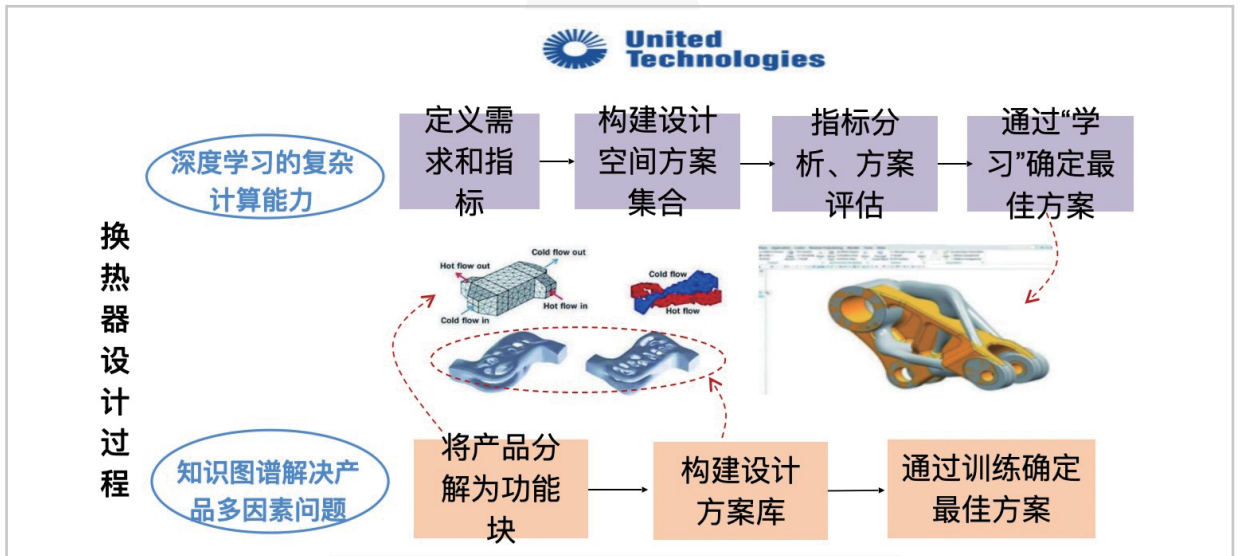 United
Technologies
深度学习的复杂
计算能力
定义需
求和指
标
构建设计
空间方案
集合
指标分
析、方案
评估
通过“学
习”确定最
佳方案
换
热
器
设
计
过
程
Cold flow out
Hot flow out
Hot flow in
Cold flow in
Cold flow
Hot flow
知识图谱解决产
品多因素问题
将产品分
解为功能
块
构建设计
方案库
通过训练确定
最佳方案